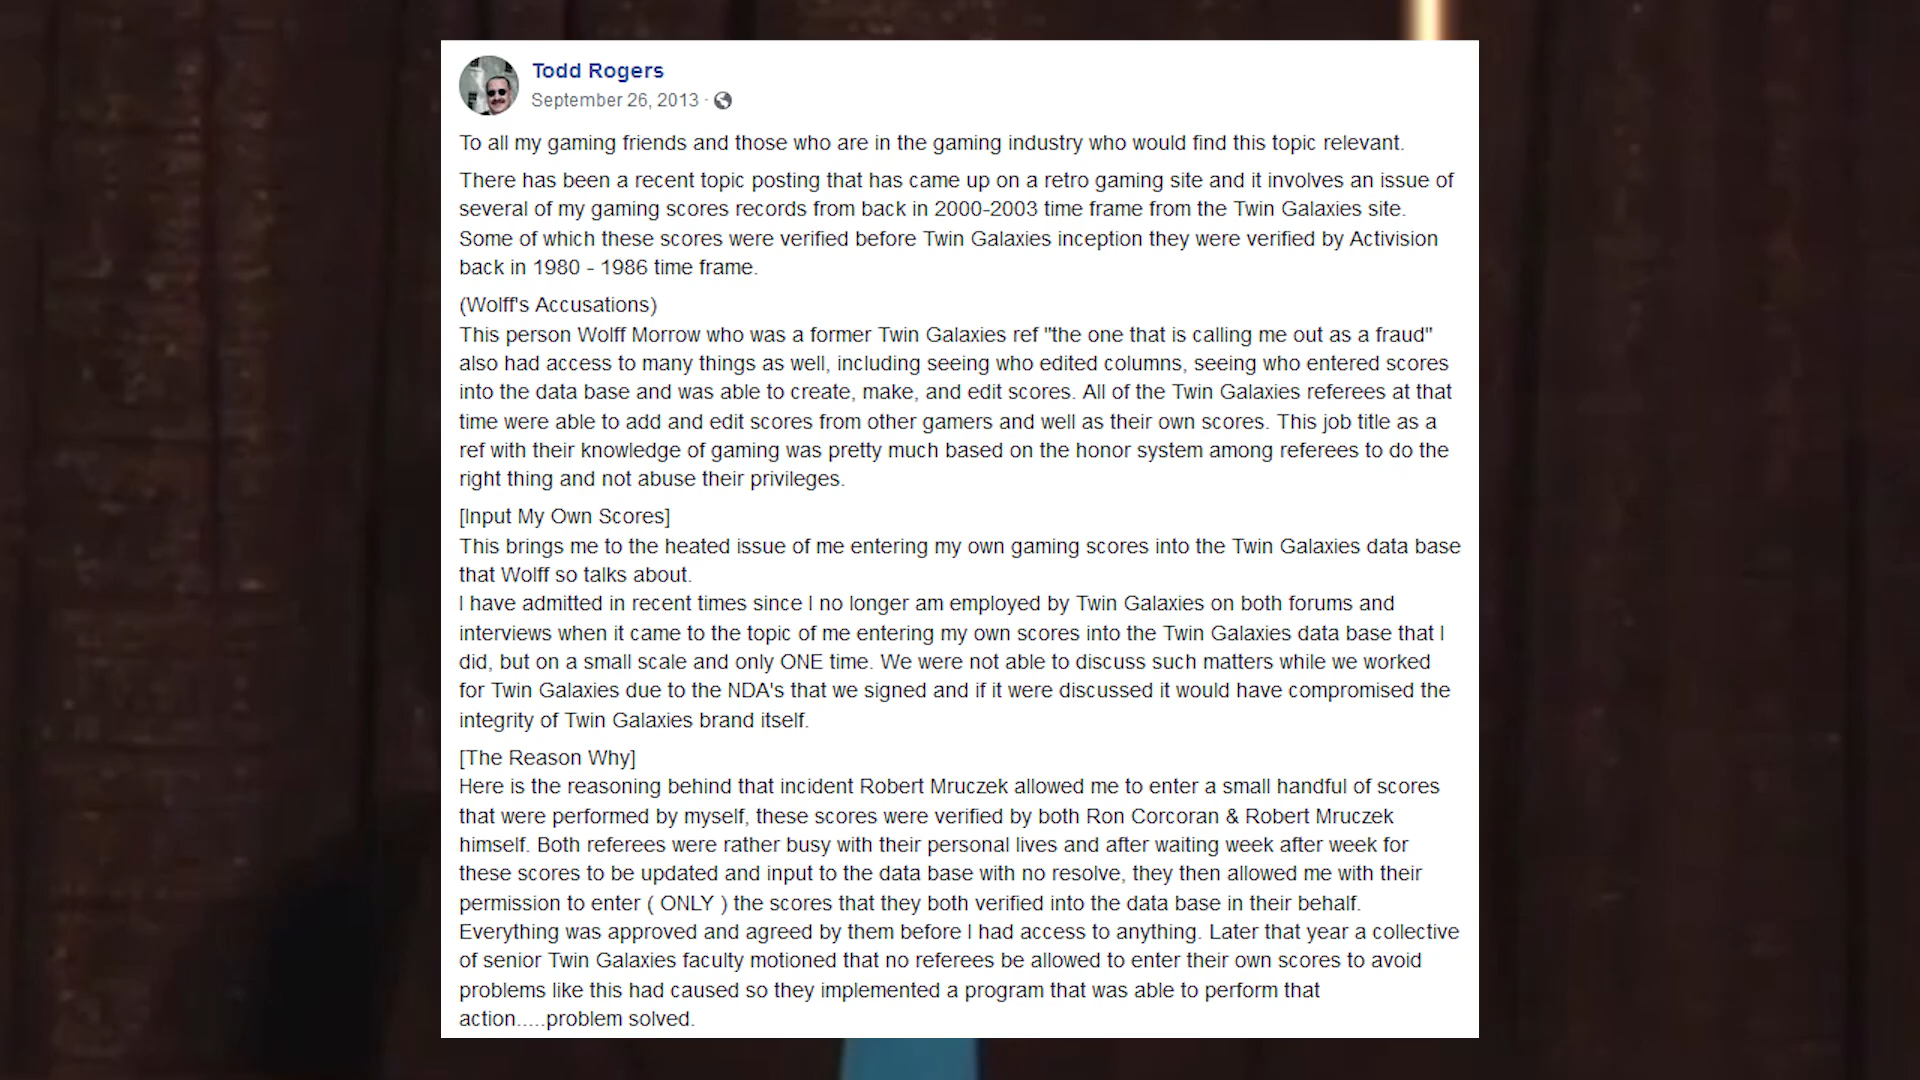 Todd Rogers
September 26, 2013 ·
To all my gaming friends and those who are in the gaming industry who would find this topic relevant.
There has been a recent topic posting that has came up on a retro gaming site and it involves an issue of
several of my gaming scores records from back in 2000-2003 time frame from the Twin Galaxies site.
Some of which these scores were verified before Twin Galaxies inception they were verified by Activision
back in 1980 - 1986 time frame.
(Wolff's Accusations)
This person Wolff Morrow who was a former Twin Galaxies ref "the one that is calling me out as a fraud"
also had access to many things as well, including seeing who edited columns, seeing who entered scores
into the data base and was able to create, make, and edit scores. All of the Twin Galaxies referees at that
time were able to add and edit scores from other gamers and well as their own scores. This job title as a
ref with their knowledge of gaming was pretty much based on the honor system among referees to do the
right thing and not abuse their privileges.
[Input My Own Scores]
This brings me to the heated issue of me entering my own gaming scores into the Twin Galaxies data base
that Wolff so talks about.
I have admitted in recent times since I no longer am employed by Twin Galaxies on both forums and
interviews when it came to the topic of me entering my own scores into the Twin Galaxies data base that I
did, but on a small scale and only ONE time. We were not able to discuss such matters while we worked
for Twin Galaxies due to the NDA's that we signed and if it were discussed it would have compromised the
integrity of Twin Galaxies brand itself.
[The Reason Why]
Here is the reasoning behind that incident Robert Mruczek allowed me to enter a small handful of scores
that were performed by myself, these scores were verified by both Ron Corcoran & Robert Mruczek
himself. Both referees were rather busy with their personal lives and after waiting week after week for
these scores to be updated and input to the data base with no resolve, they then allowed me with their
permission to enter ( ONLY ) the scores that they both verified into the data base in their behalf.
Everything was approved and agreed by them before I had access to anything. Later that year a collective
of senior Twin Galaxies faculty motioned that no referees be allowed to enter their own scores to avoid
problems like this had caused so they implemented a program that was able to perform that
action.....problem solved.